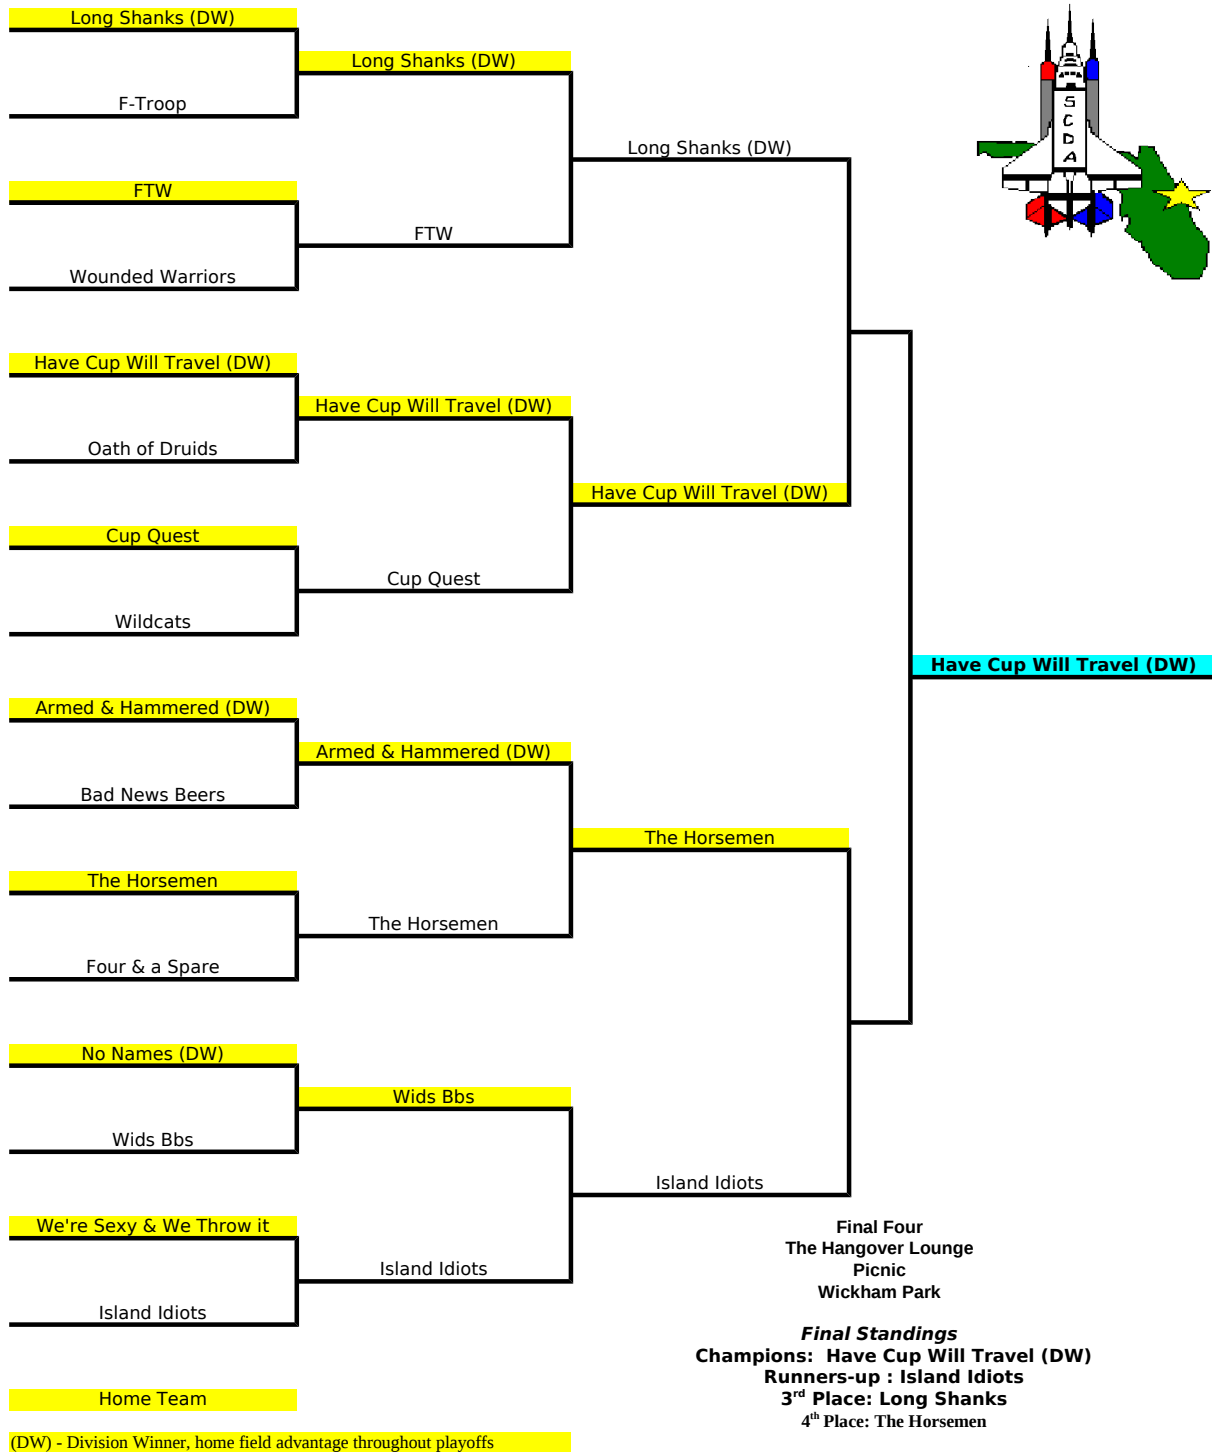 Long Shanks (DW)
Long Shanks (DW)
F-Troop
Long Shanks (DW)
FTW
FTW
Wounded Warriors
Have Cup Will Travel (DW)
Have Cup Will Travel (DW)
Oath of Druids
Have Cup Will Travel (DW)
Cup Quest
Cup Quest
Wildcats
Have Cup Will Travel (DW)
Armed & Hammered (DW)
Armed & Hammered (DW)
Bad News Beers
The Horsemen
The Horsemen
The Horsemen
Four & a Spare
No Names (DW)
Wids Bbs
Wids Bbs
Island Idiots
We're Sexy & We Throw it
Island Idiots
Island Idiots
Final Four
The Hangover Lounge
Picnic
Wickham Park
Final Standings
Champions: Have Cup Will Travel (DW)
Runners-up : Island Idiots
3rd Place: Long Shanks
4th Place: The Horsemen
Home Team
(DW) - Division Winner, home field advantage throughout playoffs
SCDA